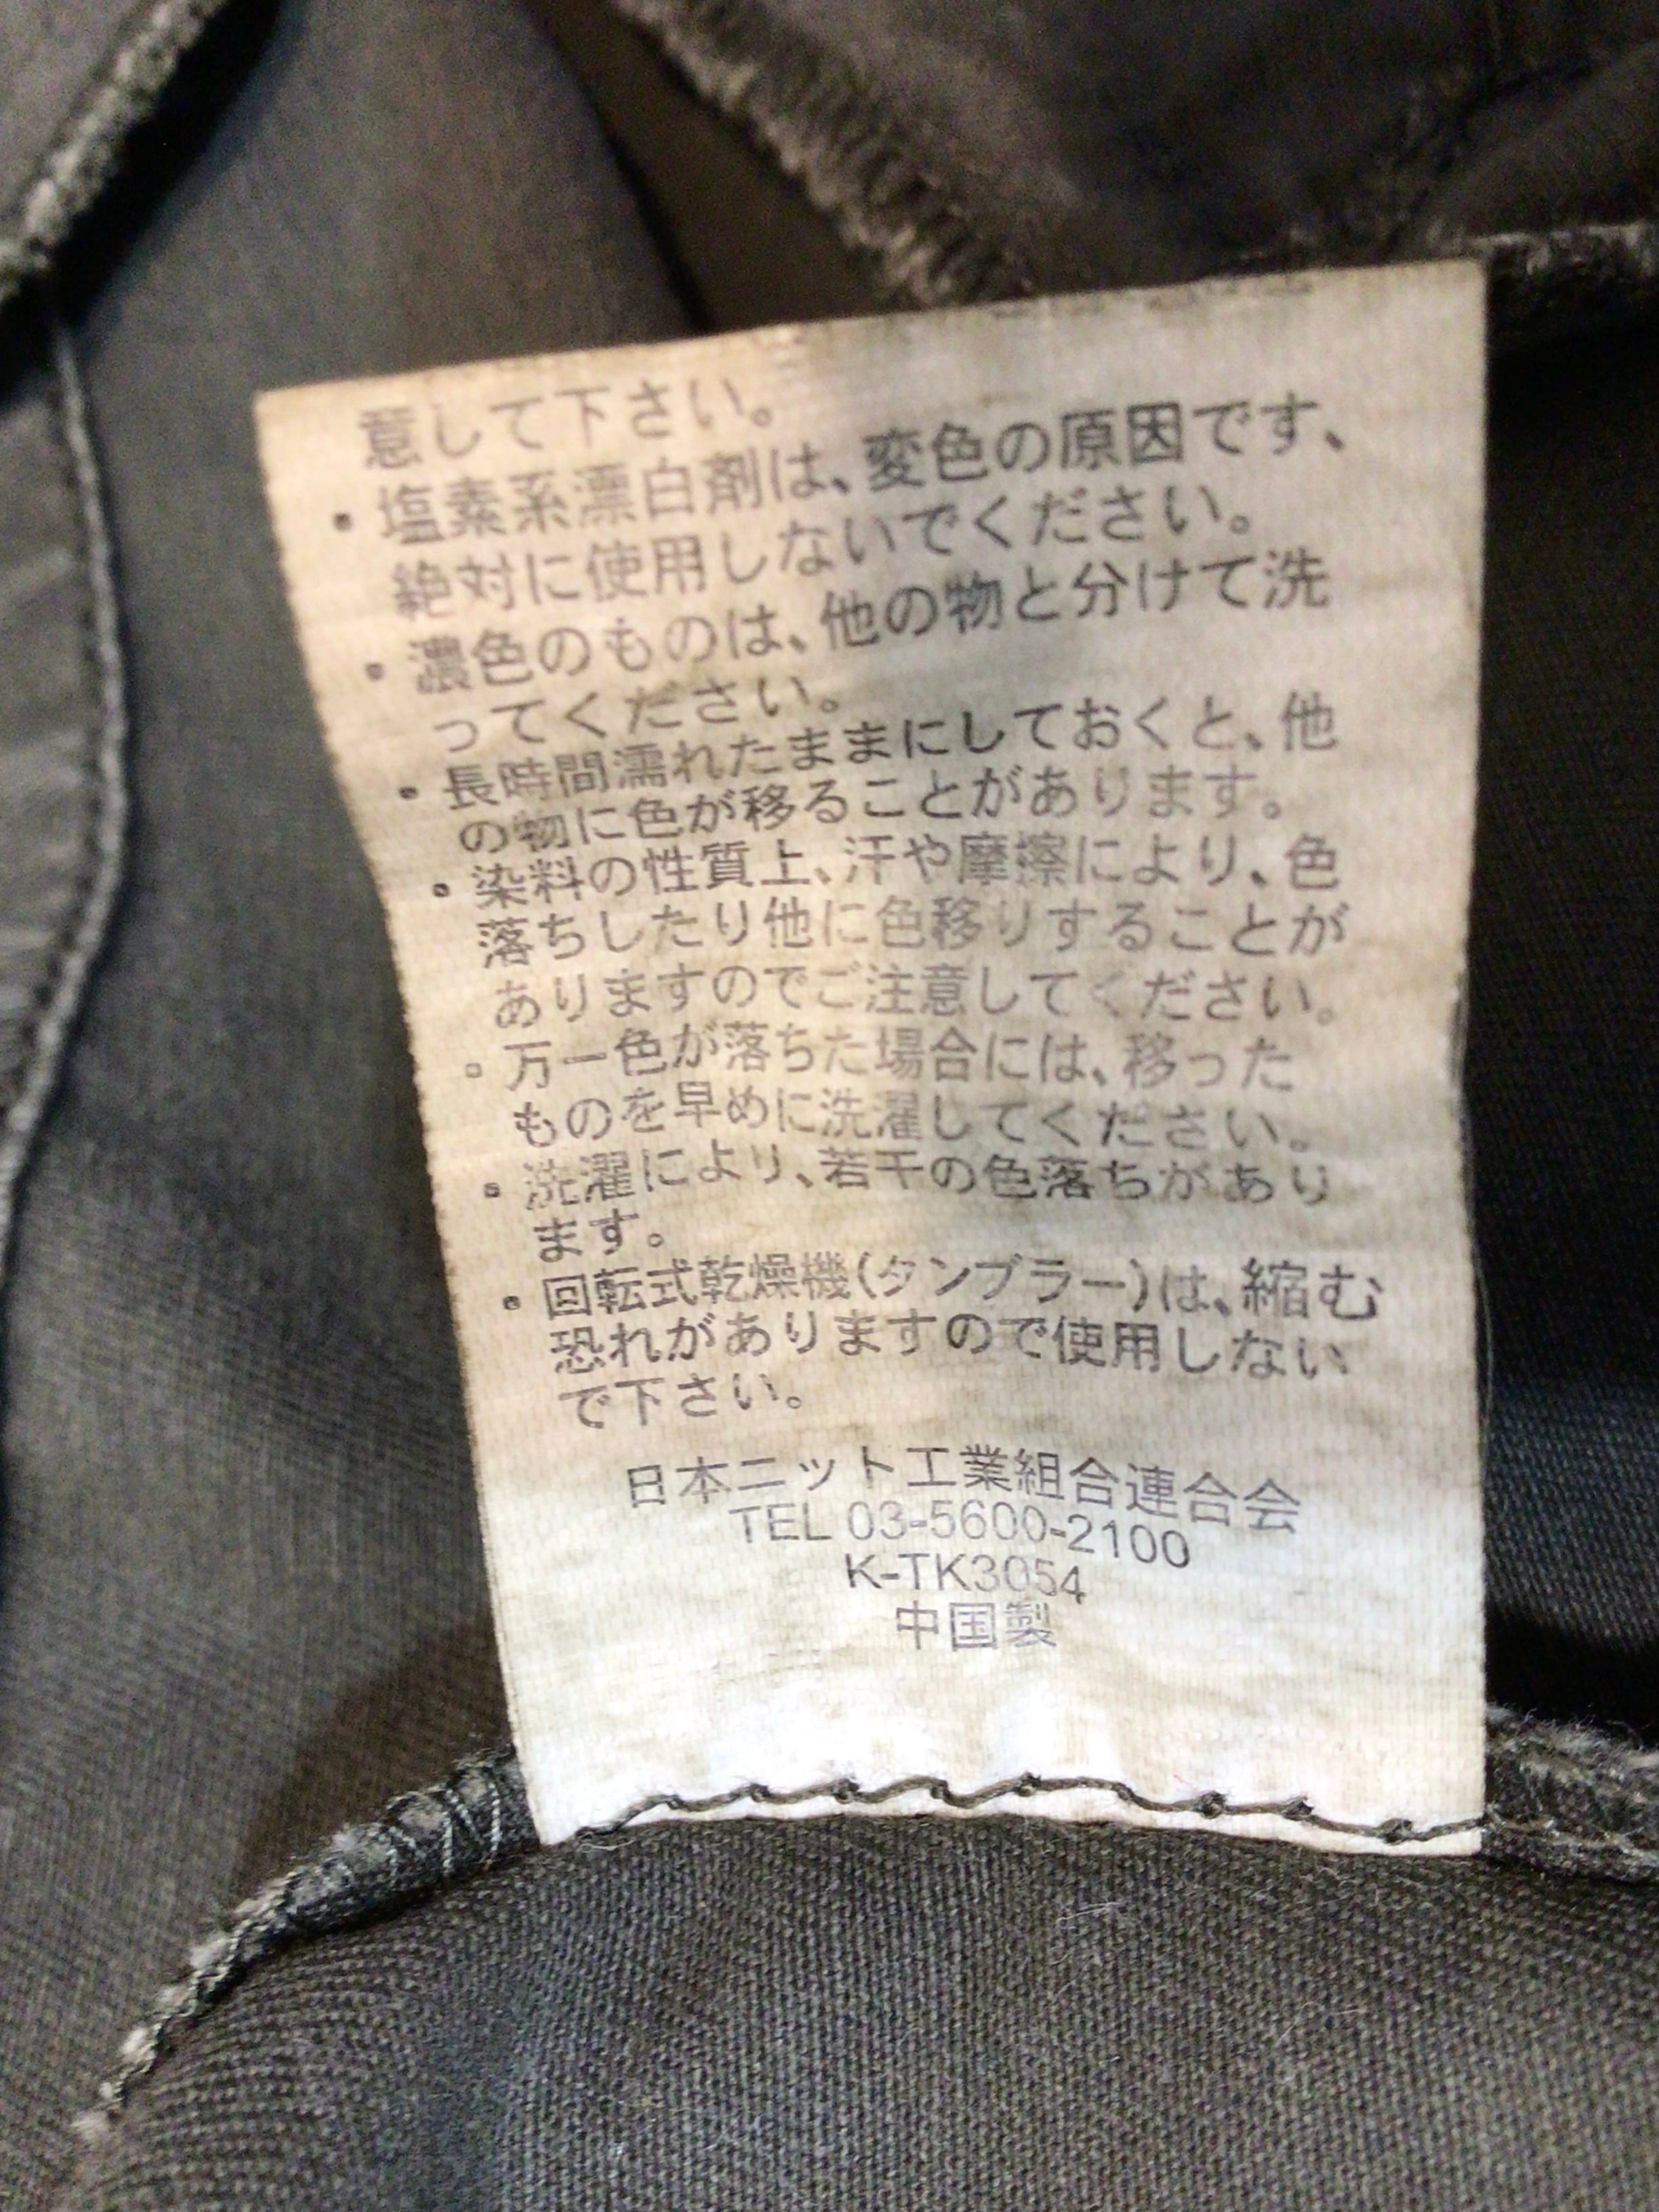 意して下さい。
・塩素系漂白剤は、変色の原因です、
絶対に使用しないでください。
・濃色のものは、他の物と分けて洗
ってください。
・長時間濡れたままにしておくと、他
の物に色が移ることがあります。
・染料の性質上、汗や摩擦により、色
落ちしたり他に色移りすることが
ありますのでご注意してください。
・万一色が落ちた場合には、移った
ものを早めに洗濯してください。
・洗濯により、若干の色落ちがあり
ます。
・回転式乾燥機(タンブラー)は、縮む
恐れがありますので使用しない
で下さい。
日本ニット工業組合連合会
TEL 03-5600-2100
K-TK3054
中国製